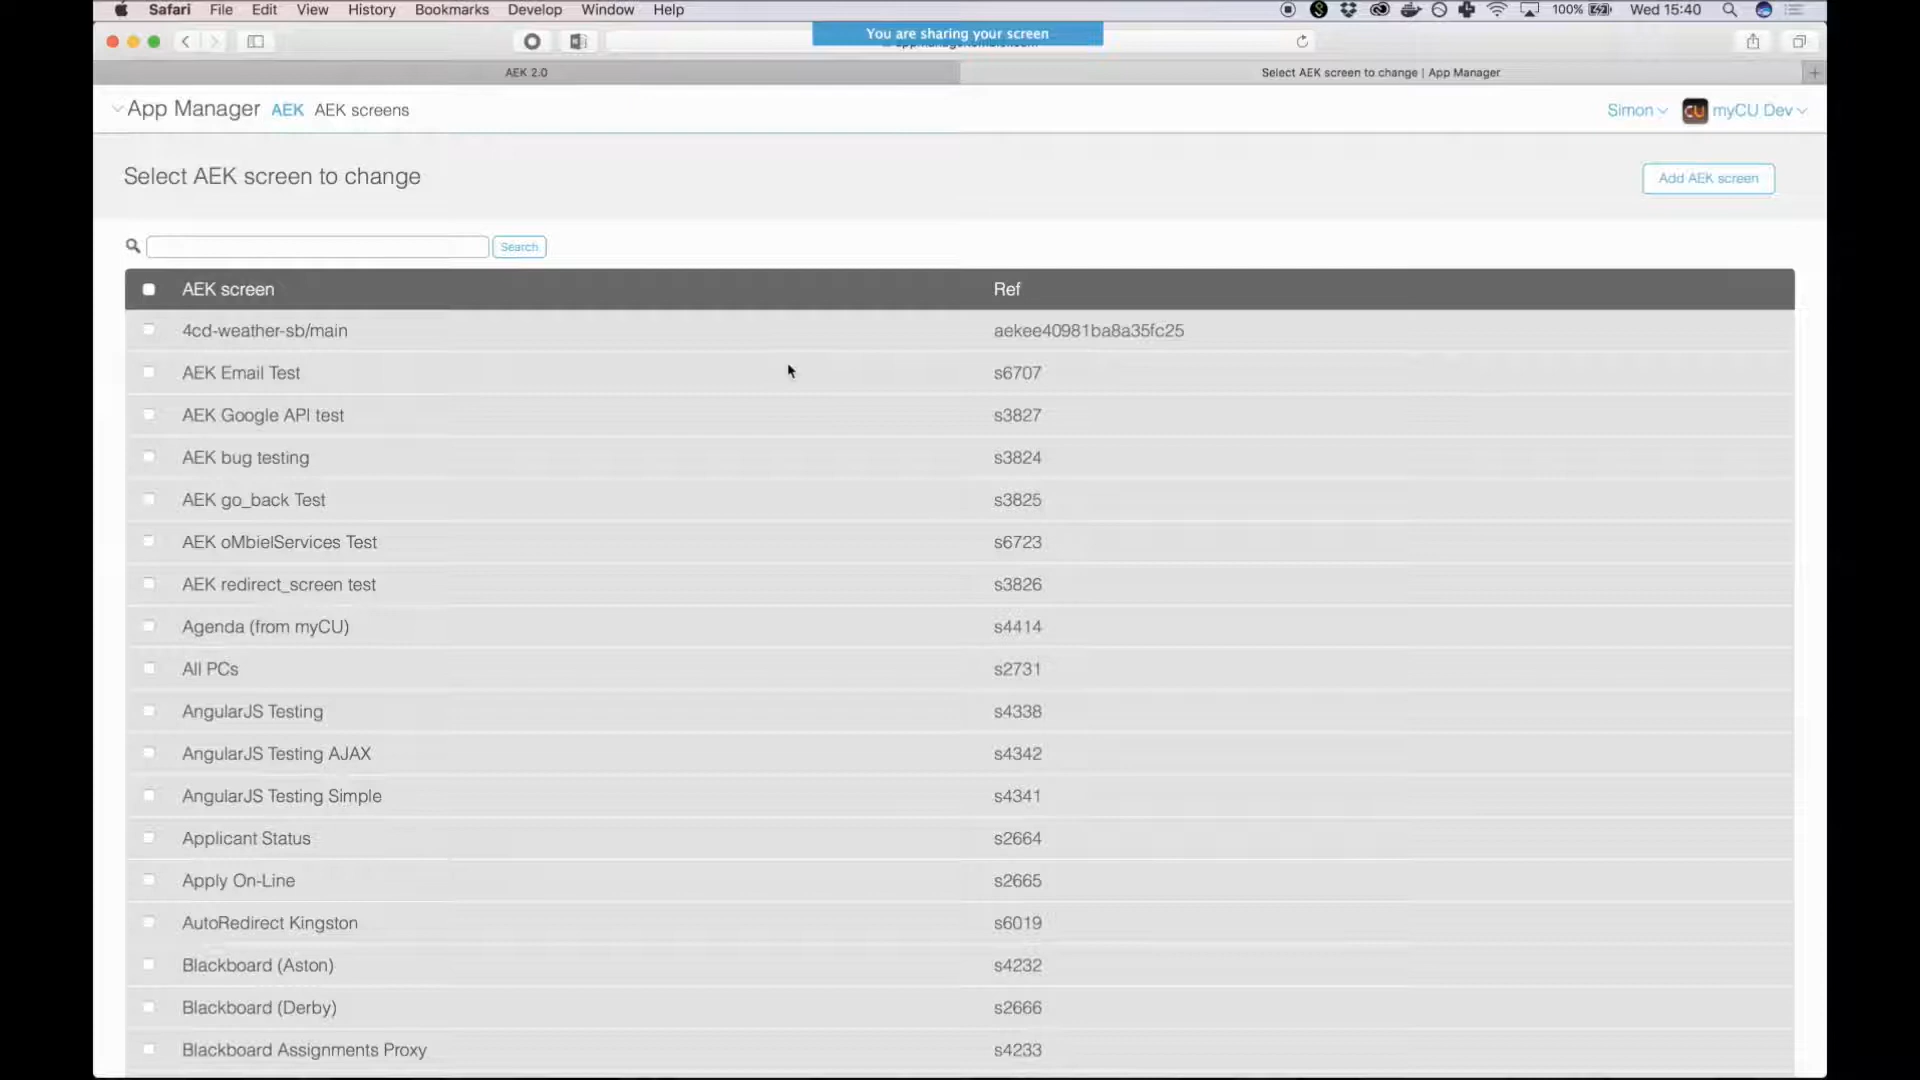 Safari File Edit View History Bookmarks Develop Window Help 100% Wed 15:40
You are sharing your screen
AEK 2.0 Select AEK screen to change | App Manager
App Manager AEK AEK screens Simon CU myCU Dev
Select AEK screen to change Add AEK screen
Search
AEK screen Ref
4cd-weather-sb/main aekee40981ba8a35fc25
AEK Email Test s6707
AEK Google API test s3827
AEK bug testing s3824
AEK go_back Test s3825
AEK oMbielServices Test s6723
AEK redirect_screen test s3826
Agenda (from myCU) s4414
All PCs s2731
AngularJS Testing s4338
AngularJS Testing AJAX s4342
AngularJS Testing Simple s4341
Applicant Status s2664
Apply On-Line s2665
AutoRedirect Kingston s6019
Blackboard (Aston) s4232
Blackboard (Derby) s2666
Blackboard Assignments Proxy s4233